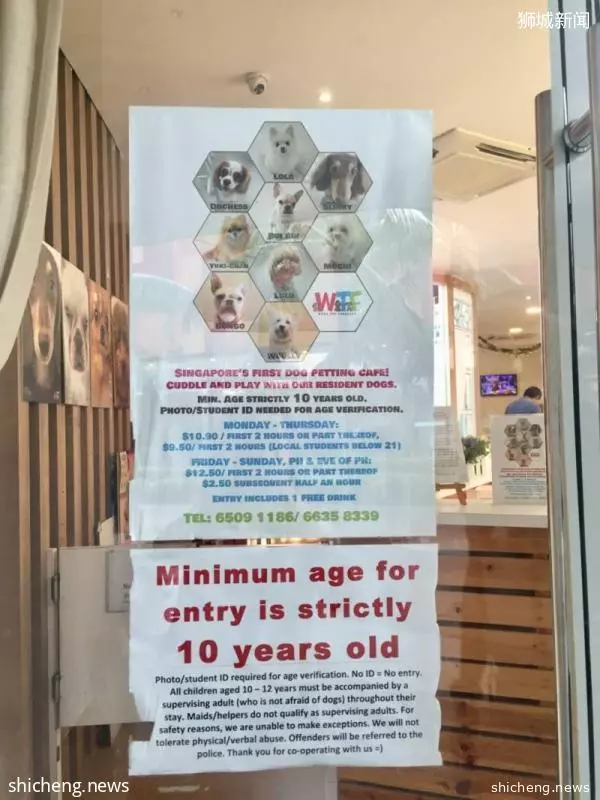 狮城新闻
LOLA
DUCHESS
YUKI-CHAN
MOCHI
LULU
WTF
SINGAPORE'S FIRST DOG PETTING CAFE!
CUDDLE AND PLAY WITH OUR RESIDENT DOGS.
MIN. AGE STRICTLY 10 YEARS OLD.
PHOTO/STUDENT ID NEEDED FOR AGE VERIFICATION.
MONDAY - THURSDAY:
$10.90 / FIRST 2 HOURS OR PART THEREOF,
$9.50/ FIRST 2 HOURS (LOCAL STUDENTS BELOW 21)
FRIDAY - SUNDAY, PH & EVE OF PH:
$12.50/ FIRST 2 HOURS OR PART THEREOF
$2.50 SUBSEQUENT HALF AN HOUR
ENTRY INCLUDES 1 FREE DRINK
TEL: 6509 1186/ 6635 8339
Minimum age for
entry is strictly
10 years old
Photo/student ID required for age verification. No ID = No entry.
All children aged 10 – 12 years must be accompanied by a
supervising adult (who is not afraid of dogs) throughout their
stay. Maids/helpers do not qualify as supervising adults. For
safety reasons, we are unable to make exceptions. We will not
tolerate physical/verbal abuse. Offenders will be referred to the
police. Thank you for co-operating with us =)
shicheng.news
shicheng.news